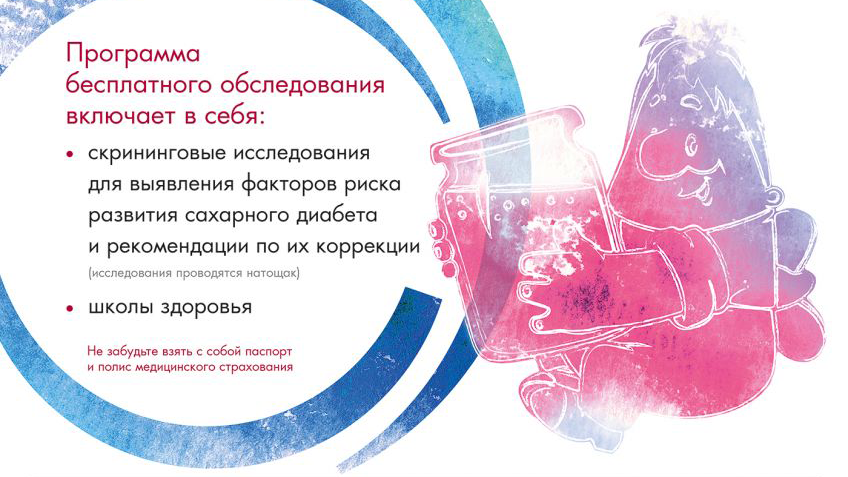 Программа
бесплатного обследования
включает в себя:
• скрининговые исследования
для выявления факторов риска
развития сахарного диабета
и рекомендации по их коррекции
(исследования проводятся натощак)
• школы здоровья
Не забудьте взять с собой паспорт
и полис медицинского страхования